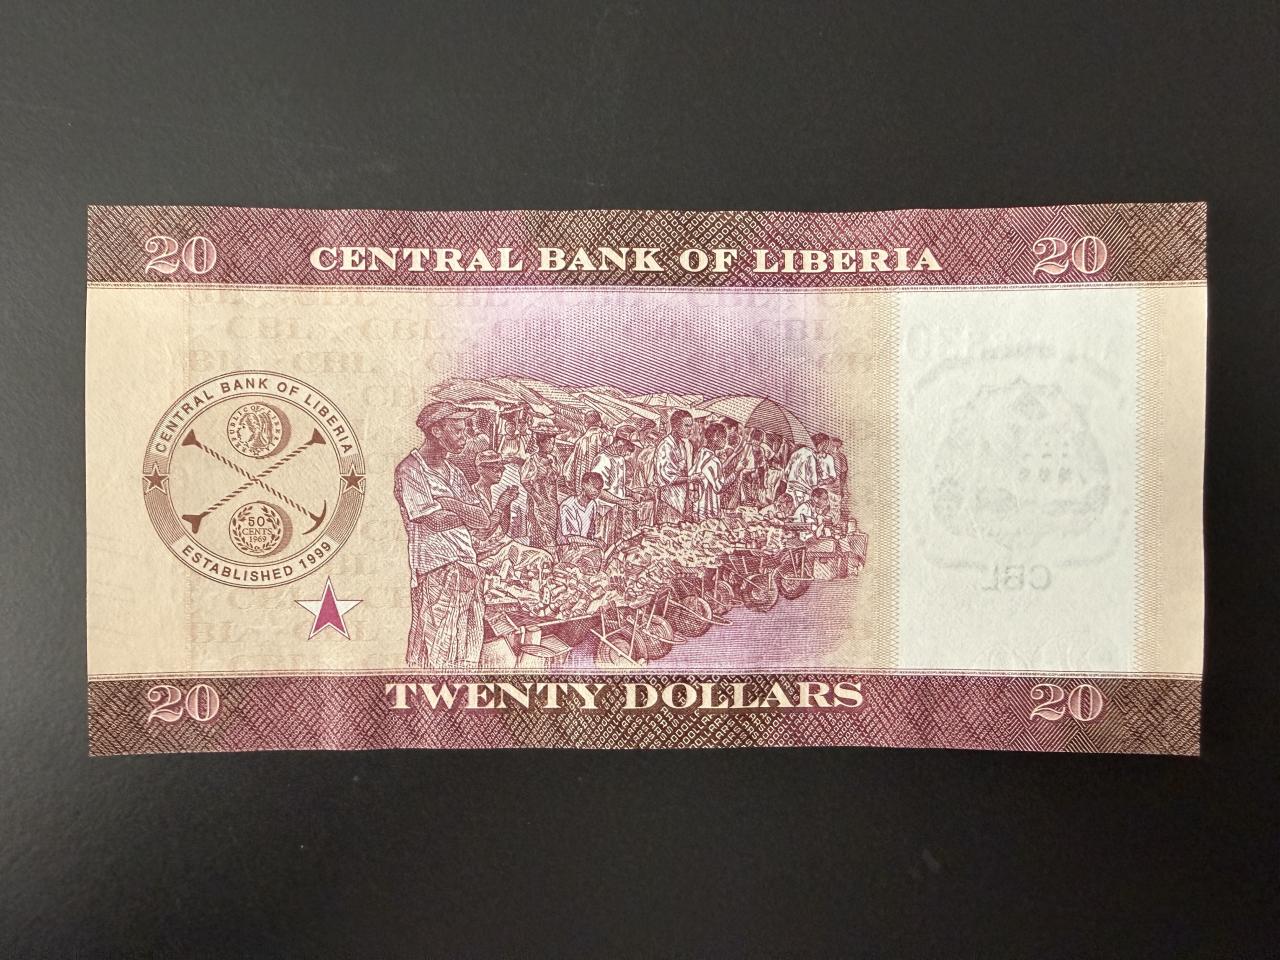 20 CENTRAL BANK OF LIBERIA 20
CENTRAL BANK OF LIBERIA
REPUBLIC OF LIBERIA
50
CENTS
1969
ESTABLISHED 1999
CBL
20 TWENTY DOLLARS 20